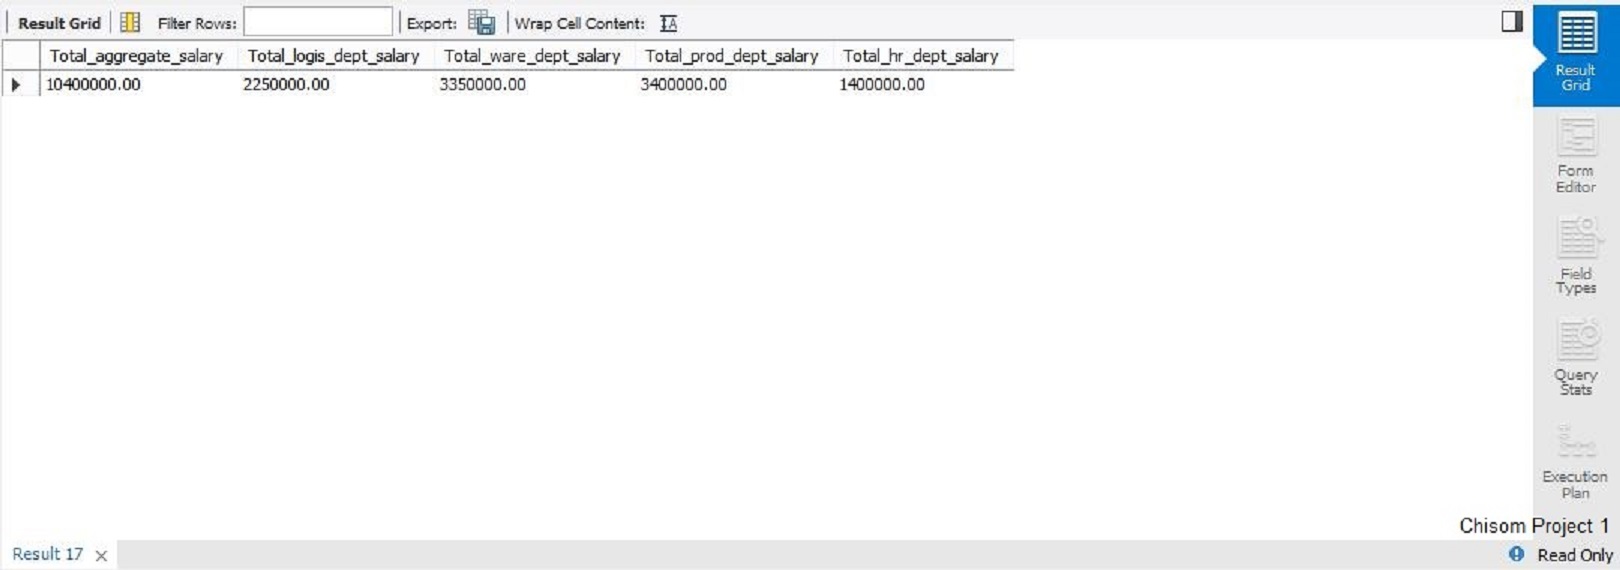 Result Grid Filter Rows: Export: Wrap Cell Content: IA
Total_aggregate_salary Total_logis_dept_salary Total_ware_dept_salary Total_prod_dept_salary Total_hr_dept_salary
10400000.00 2250000.00 3350000.00 3400000.00 1400000.00
Result
Grid
Form
Editor
Field
Types
Query
Stats
Execution
Plan
Chisom Project 1
Result 17
Read Only